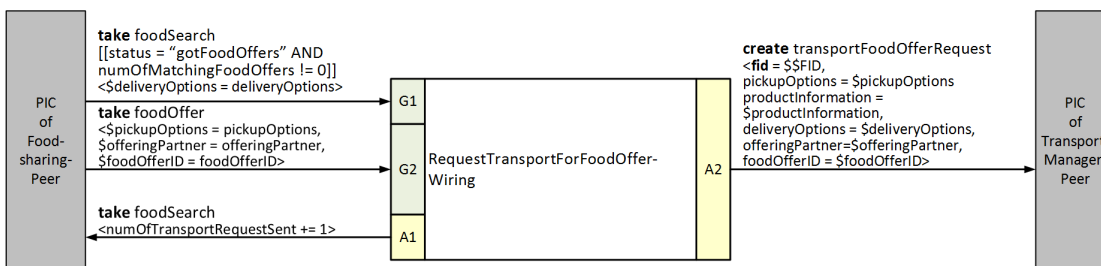 PIC
of
Food-
sharing-
Peer
take foodSearch
[[status = “gotFoodOffers” AND
numOfMatchingFoodOffers != 0]]
<$deliveryOptions = deliveryOptions>
take foodOffer
<$pickupOptions = pickupOptions,
$offeringPartner = offeringPartner,
$foodOfferID = foodOfferID>
take foodSearch
<numOfTransportRequestSent += 1>
G1
G2
A1
RequestTransportForFoodOffer-
Wiring
A2
create transportFoodOfferRequest
<fid = $$FID,
pickupOptions = $pickupOptions
productInformation =
$productInformation,
deliveryOptions = $deliveryOptions,
offeringPartner=$offeringPartner,
foodOfferID = $foodOfferID>
PIC
of
Transport
Manager
Peer